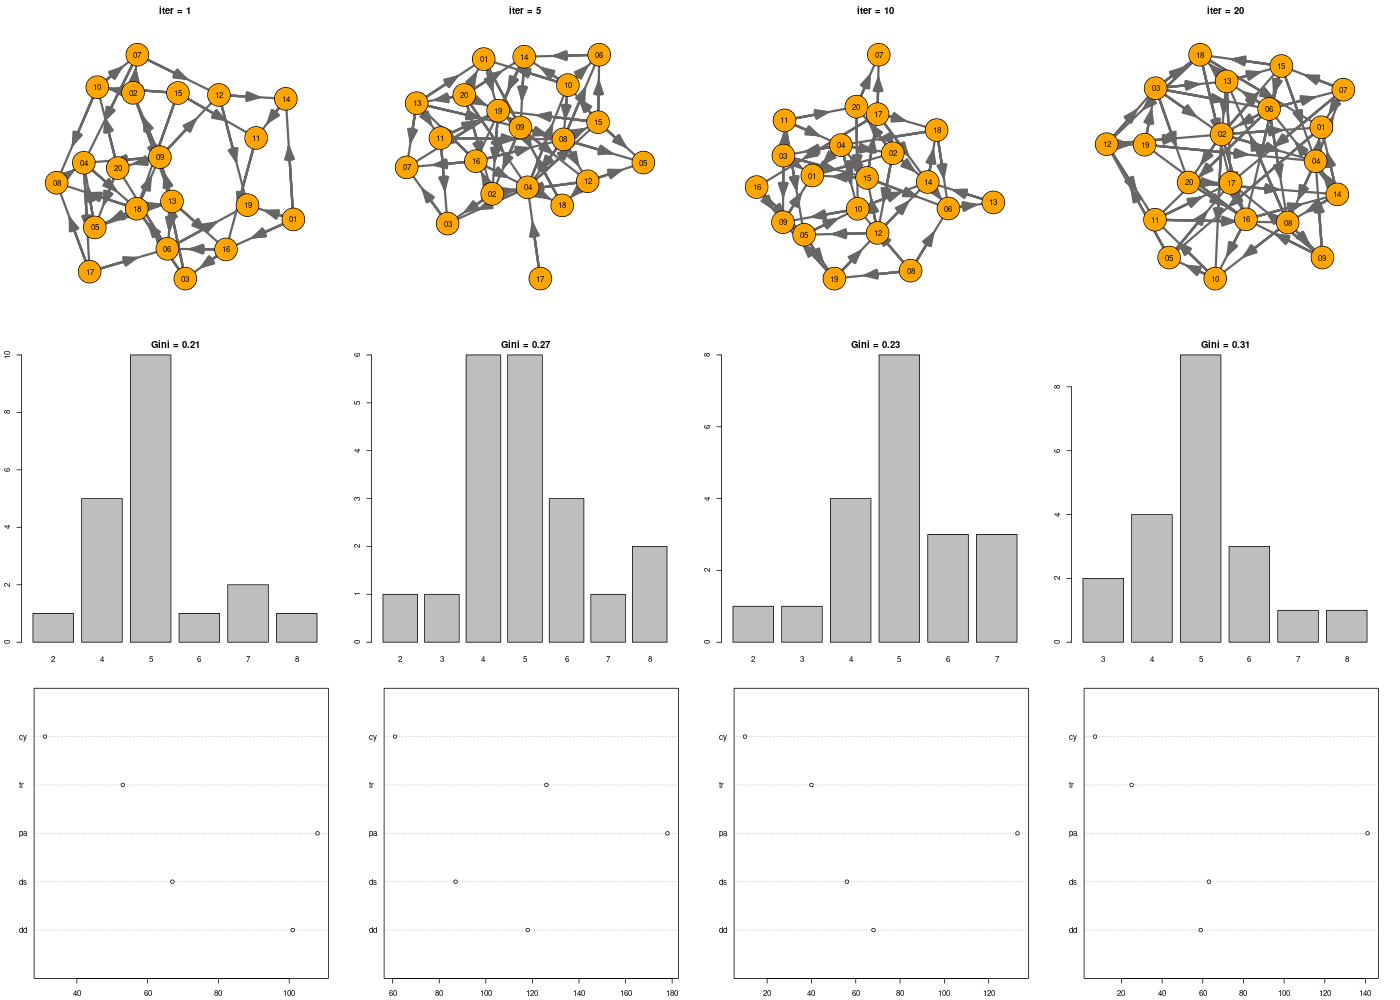 iter = 1
07
10 02 15 12 14
11
04 20 09
08
18 13 19
05 01
06 16
17 03
iter = 5
01 14 06
20 10
13 19
11 09 08 15
07 16 05
02 04 12
03 18
17
iter = 10
07
20 17
11 18
04 02
03
16 01 15 14
09 10 06 13
05 12
19 08
iter = 20
18 15
03 13 07
06
12 19 02 01
04
20 17 14
11 16 08
05 09
10
Gini = 0.21
10
8
6
4
2
0
2 4 5 6 7 8
Gini = 0.27
6
5
4
3
2
1
0
2 3 4 5 6 7 8
Gini = 0.23
8
6
4
2
0
2 3 4 5 6 7
Gini = 0.31
8
6
4
2
0
3 4 5 6 7 8
cy
tr
pa
ds
dd
40 60 80 100
cy
tr
pa
ds
dd
60 80 100 120 140 160 180
cy
tr
pa
ds
dd
20 40 60 80 100 120
cy
tr
pa
ds
dd
20 40 60 80 100 120 140